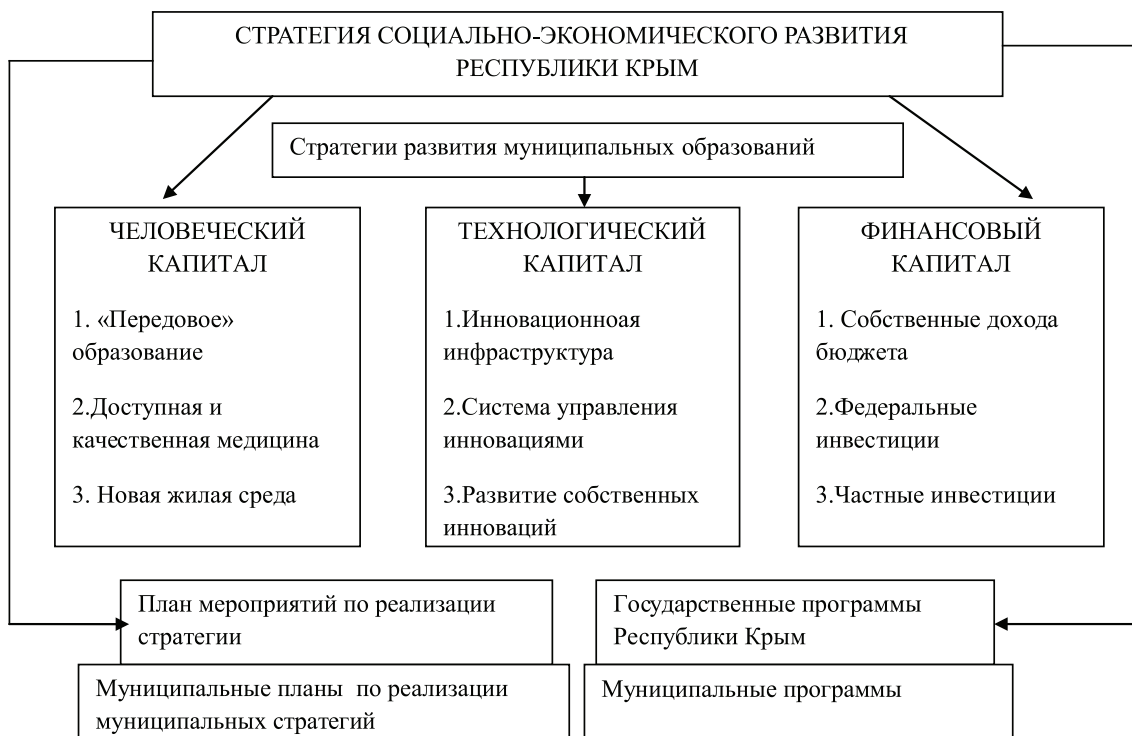 СТРАТЕГИЯ СОЦИАЛЬНО-ЭКОНОМИЧЕСКОГО РАЗВИТИЯ
РЕСПУБЛИКИ КРЫМ
Стратегии развития муниципальных образований
ЧЕЛОВЕЧЕСКИЙ
КАПИТАЛ
1. «Передовое»
образование
2.Доступная и
качественная медицина
3. Новая жилая среда
ТЕХНОЛОГИЧЕСКИЙ
КАПИТАЛ
1.Инновационноая
инфраструктура
2.Система управления
инновациями
3.Развитие собственных
инноваций
ФИНАНСОВЫЙ
КАПИТАЛ
1. Собственные дохода
бюджета
2.Федеральные
инвестиции
3.Частные инвестиции
План мероприятий по реализации
стратегии
Государственные программы
Республики Крым
Муниципальные планы  по реализации
муниципальных стратегий
Муниципальные программы